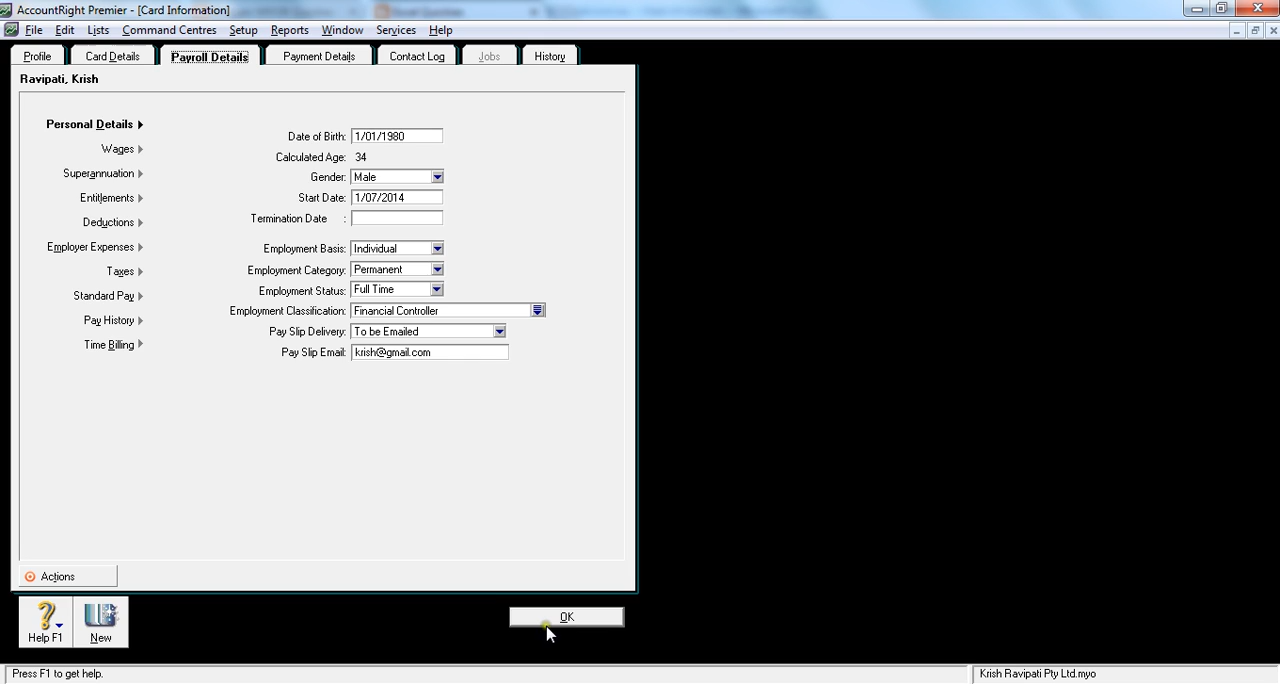 AccountRight Premier - [Card Information]
File Edit Lists Command Centres Setup Reports Window Services Help
Profile Card Details Payroll Details Payment Details Contact Log Jobs History
Ravipati, Krish
Personal Details
Wages
Superannuation
Entitlements
Deductions
Employer Expenses
Taxes
Standard Pay
Pay History
Time Billing
Date of Birth: 1/01/1980
Calculated Age: 34
Gender: Male
Start Date: 1/07/2014
Termination Date :
Employment Basis: Individual
Employment Category: Permanent
Employment Status: Full Time
Employment Classification: Financial Controller
Pay Slip Delivery: To be Emailed
Pay Slip Email: krish@gmail.com
Actions
Help F1 New OK
Press F1 to get help. Krish Ravipati Pty Ltd.myo